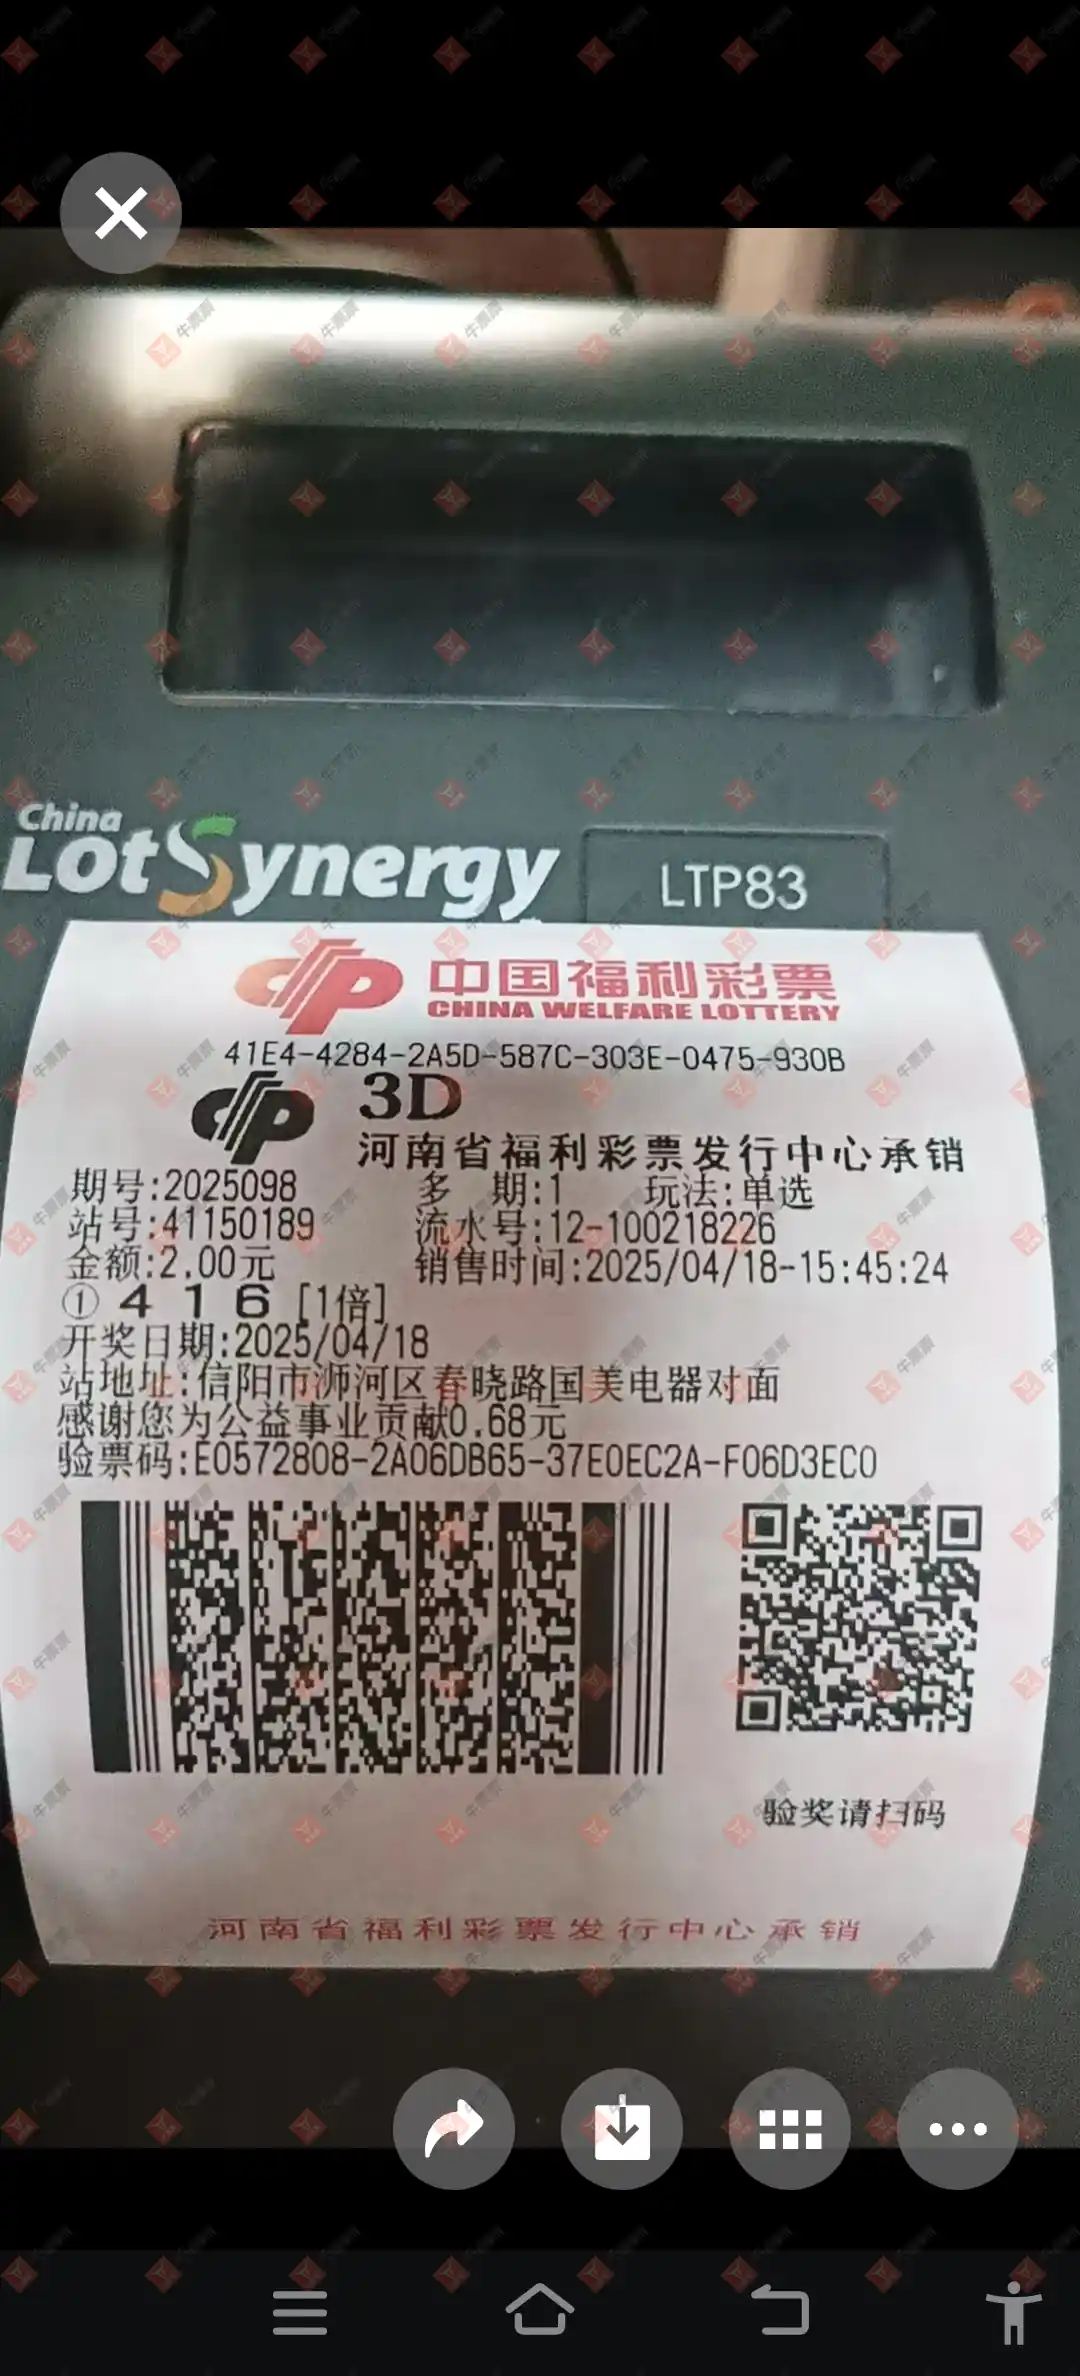 China
LotSynergy
LTP83
中国福利彩票
CHINA WELFARE LOTTERY
41E4-4284-2A5D-587C-303E-0475-930B
3D
河南省福利彩票发行中心承销
期号:2025098 多 期:1 玩法:单选
站号:41150189 流水号:12-100218226
金额:2.00元 销售时间:2025/04/18-15:45:24
① 4 1 6 [1倍]
开奖日期:2025/04/18
站地址:信阳市浉河区春晓路国美电器对面
感谢您为公益事业贡献0.68元
验票码:E0572808-2A06DB65-37E0EC2A-F06D3EC0
验奖请扫码
河南省福利彩票发行中心承销